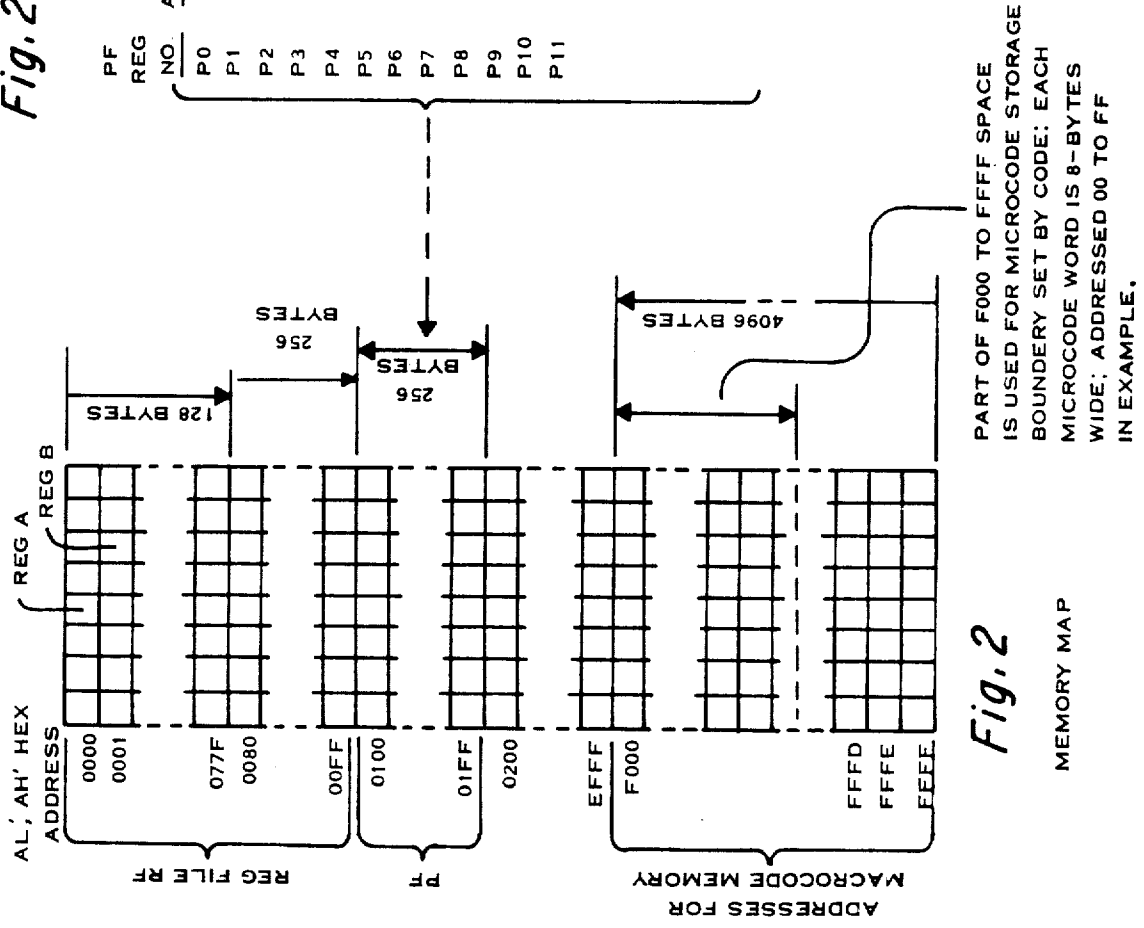 AL', AH' HEX
ADDRESS
REG A
REG B
0000
0001
077F
0080
00FF
0100
01FF
0200
EFFF
F000
FFFD
FFFE
FFFF
REG FILE RF
PF
ADDRESSES FOR
MACROCODE MEMORY
128 BYTES
256
BYTES
256
BYTES
4096 BYTES
Fig. 2
PF
REG
NO.
P0
P1
P2
P3
P4
P5
P6
P7
P8
P9
P10
P11
PART OF F000 TO FFFF SPACE
IS USED FOR MICROCODE STORAGE
BOUNDERY SET BY CODE; EACH
MICROCODE WORD IS 8-BYTES
WIDE; ADDRESSED 00 TO FF
IN EXAMPLE.
Fig. 2
MEMORY MAP